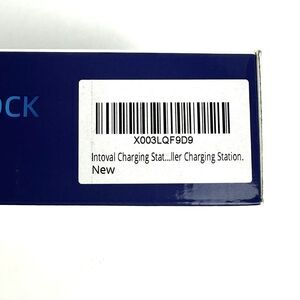 OCK
X003LQF9D9
Intoval Charging Stat...ller Charging Station.
New